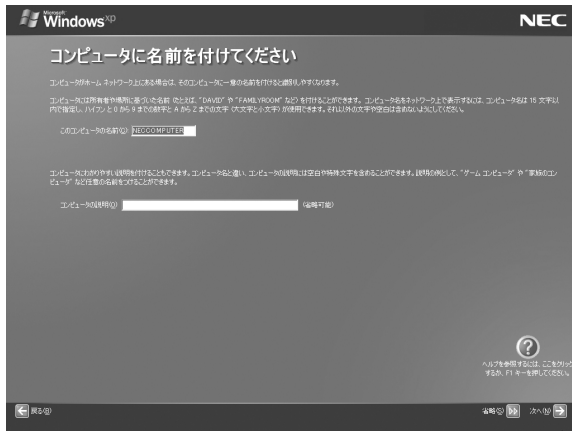 Microsoft
Windows xp
NEC
コンピュータに名前を付けてください
コンピュータがホーム ネットワーク上にある場合は、そのコンピュータに一意の名前を付けると識別しやすくなります。
コンピュータには所有者や場所に基づいた名前 (たとえば、"DAVID" や "FAMILYROOM" など) を付けることができます。コンピュータ名をネットワーク上で表示するには、コンピュータ名は 15 文字以
内で指定し、ハイフンと 0 から 9 までの数字と A から Z までの文字 (大文字と小文字) が使用できます。それ以外の文字や空白は含めないようにしてください。
このコンピュータの名前(C): NECCOMPUTER
コンピュータにわかりやすい説明を付けることもできます。コンピュータ名と違い、コンピュータの説明には空白や特殊文字を含めることができます。説明の例として、"ゲーム コンピュータ" や "家族のコン
ピュータ" など任意の名前をつけることができます。
コンピュータの説明(O): (省略可能)
?
ヘルプを参照するには、ここをクリック
するか、F1 キーを押してください。
戻る(B)
省略(S)
次へ(N)